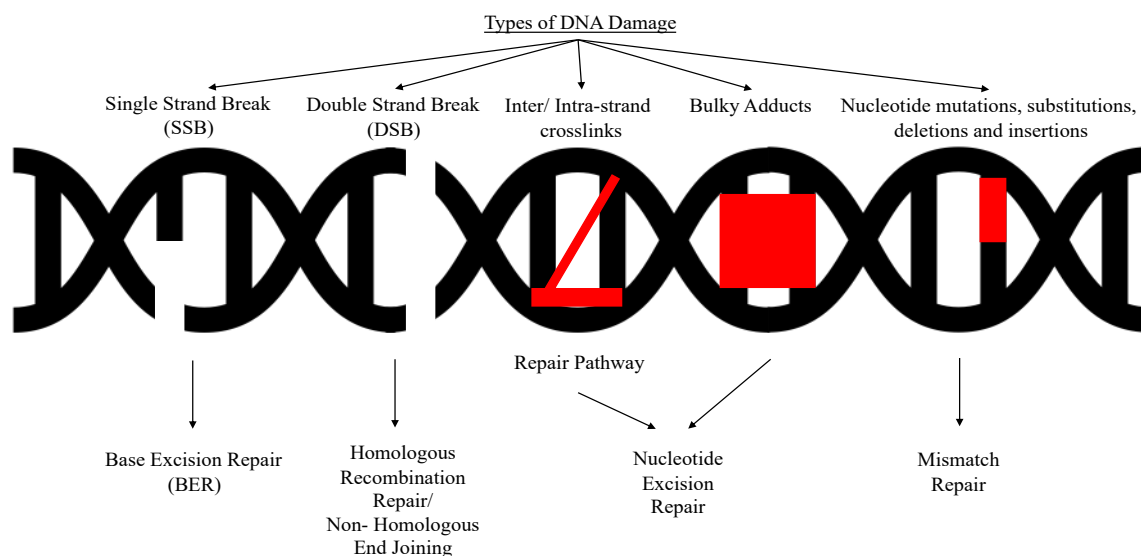 Types of DNA Damage
Single Strand Break
(SSB)
Double Strand Break
(DSB)
Inter/ Intra-strand
crosslinks
Bulky Adducts
Nucleotide mutations, substitutions,
deletions and insertions
Repair Pathway
Base Excision Repair
(BER)
Homologous
Recombination
Repair/
Non- Homologous
End Joining
Nucleotide
Excision
Repair
Mismatch
Repair